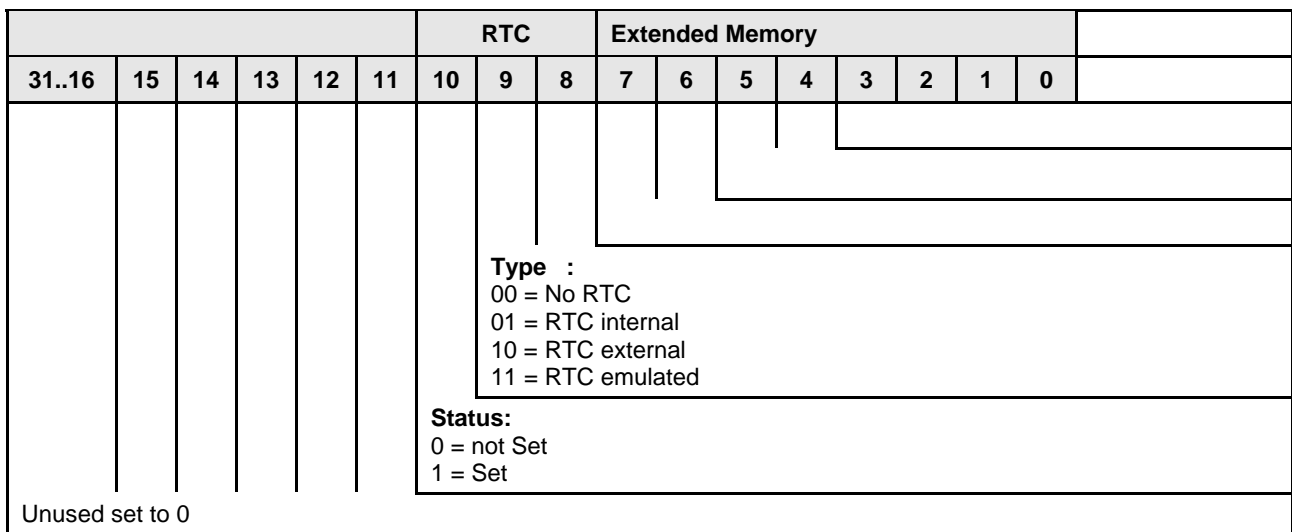 RTC Extended Memory
31..16 15 14 13 12 11 10 9 8 7 6 5 4 3 2 1 0
Type :
00 = No RTC
01 = RTC internal
10 = RTC external
11 = RTC emulated
Status:
0 = not Set
1 = Set
Unused set to 0